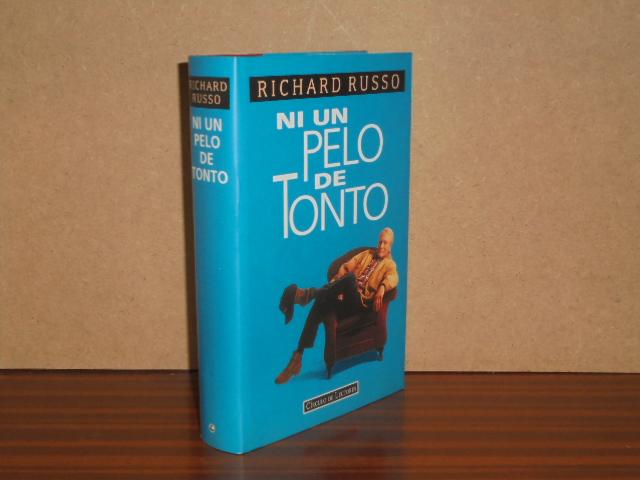 RICHARD
RUSSO
NI UN
PELO
DE
TONTO
RICHARD RUSSO
NI UN
PELO
DE
TONTO
CÍRCULO DE LECTORES